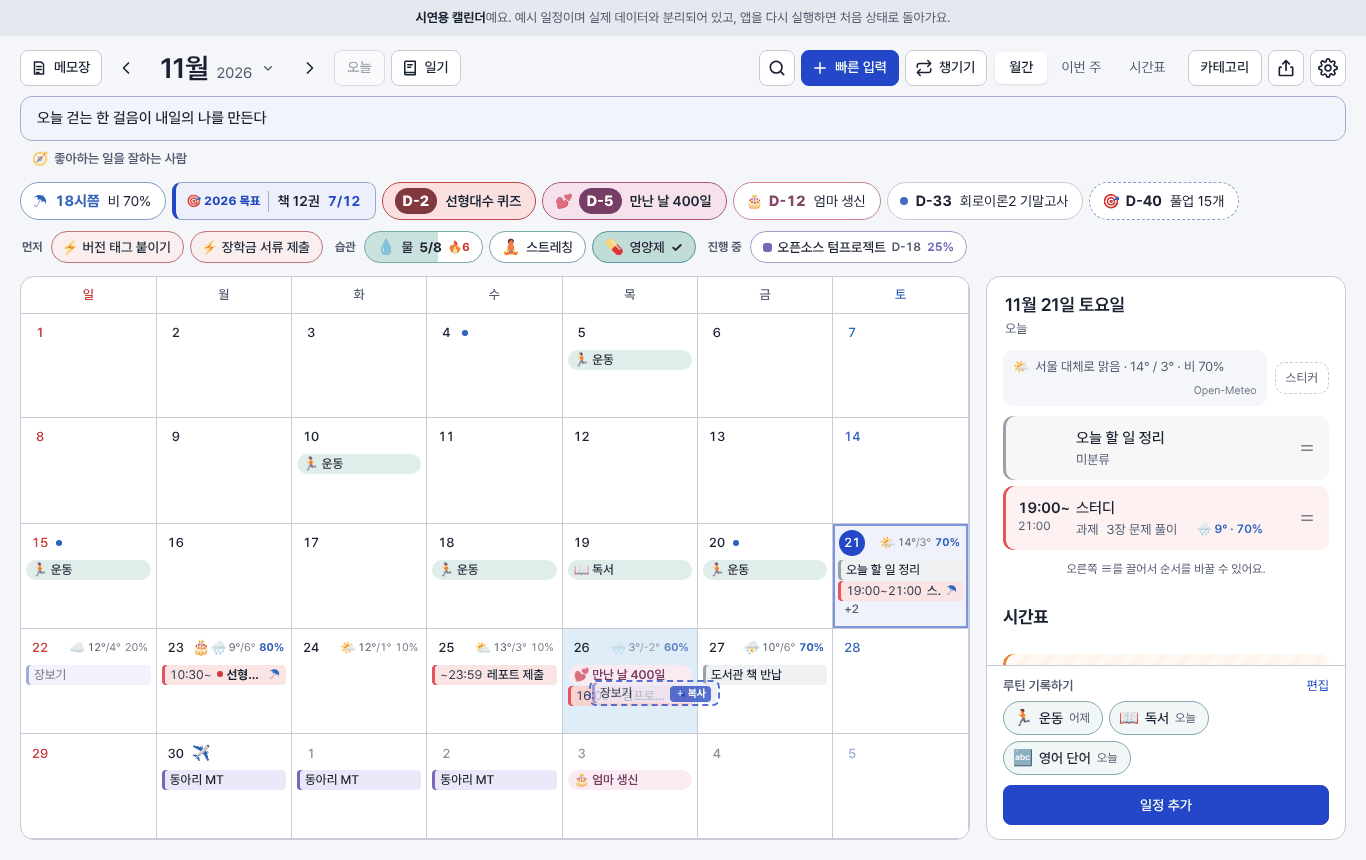 시연용 캘린더예요. 예시 일정이며 실제 데이터와 분리되어 있고, 앱을 다시 실행하면 처음 상태로 돌아가요.
메모장 11월 2026 오늘 일기 빠른 입력 챙기기 월간 이번 주 시간표 카테고리
오늘 걷는 한 걸음이 내일의 나를 만든다
좋아하는 일을 잘하는 사람
18시쯤 비 70% 2026 목표 책 12권 7/12 D-2 선형대수 퀴즈 D-5 만난 날 400일 D-12 엄마 생신 D-33 회로이론2 기말고사 D-40 풀업 15개
먼저 버전 태그 붙이기 장학금 서류 제출 습관 물 5/8 6 스트레칭 영양제 진행 중 오픈소스 텀프로젝트 D-18 25%
일 월 화 수 목 금 토
1 2 3 4 5 6 7
운동
8 9 10 11 12 13 14
운동
15 16 17 18 19 20 21 14°/3° 70%
운동 운동 독서 운동 오늘 할 일 정리
19:00~21:00 스.
+2
22 12°/4° 20% 23 9°/6° 80% 24 12°/1° 10% 25 13°/3° 10% 26 3°/-2° 60% 27 10°/6° 70% 28
장보기 10:30~ 선형... ~23:59 레포트 제출 만난 날 400일 도서관 책 반납
장보기 + 복사
29 30 1 2 3 4 5
동아리 MT 동아리 MT 동아리 MT 엄마 생신
11월 21일 토요일
오늘
서울 대체로 맑음 · 14° / 3° · 비 70%
Open-Meteo
스티커
오늘 할 일 정리
미분류
19:00~ 스터디
21:00 과제 3장 문제 풀이 9° · 70%
오른쪽 ≡를 끌어서 순서를 바꿀 수 있어요.
시간표
루틴 기록하기 편집
운동 어제 독서 오늘
abc 영어 단어 오늘
일정 추가